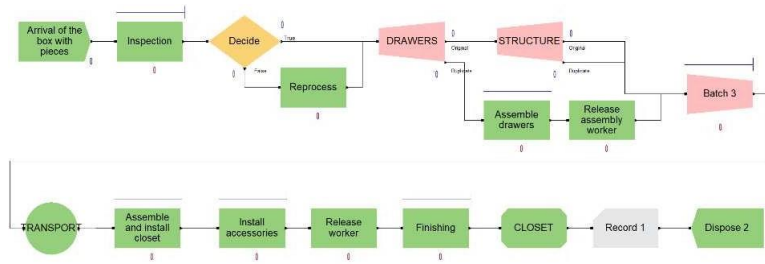 Arrival of the
box with
pieces
0
Inspection
0
Decide
0
True
0
False
Reprocess
0
DRAWERS
0
Original
0
Duplicate
STRUCTURE
0
Original
0
Duplicate
Assemble
drawers
0
Release
assembly
worker
0
Batch 3
0
TRANSPORT
Assemble
and install
closet
0
Install
accessories
0
Release
worker
0
Finishing
0
CLOSET
Record 1
Dispose 2